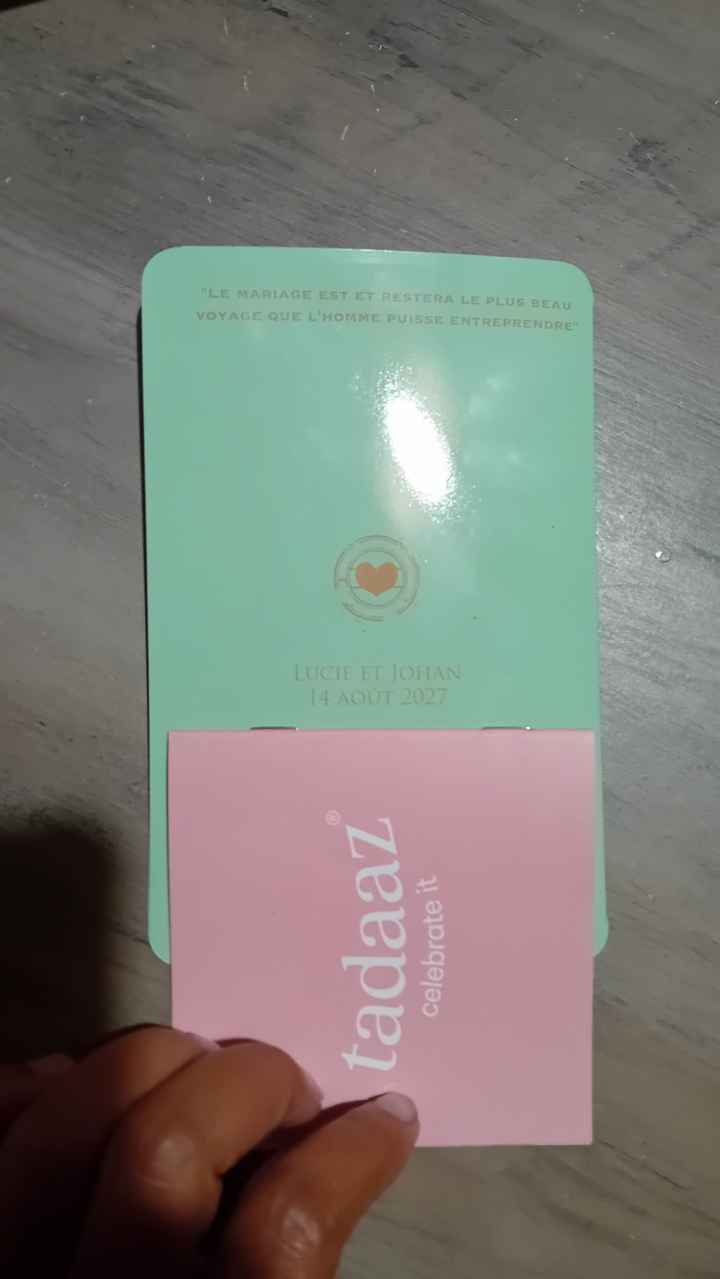 "Le mariage est et restera le plus beau
voyage que l'homme puisse entreprendre"
Lucie et Johan
14 août 2027
tadaaz®
celebrate it